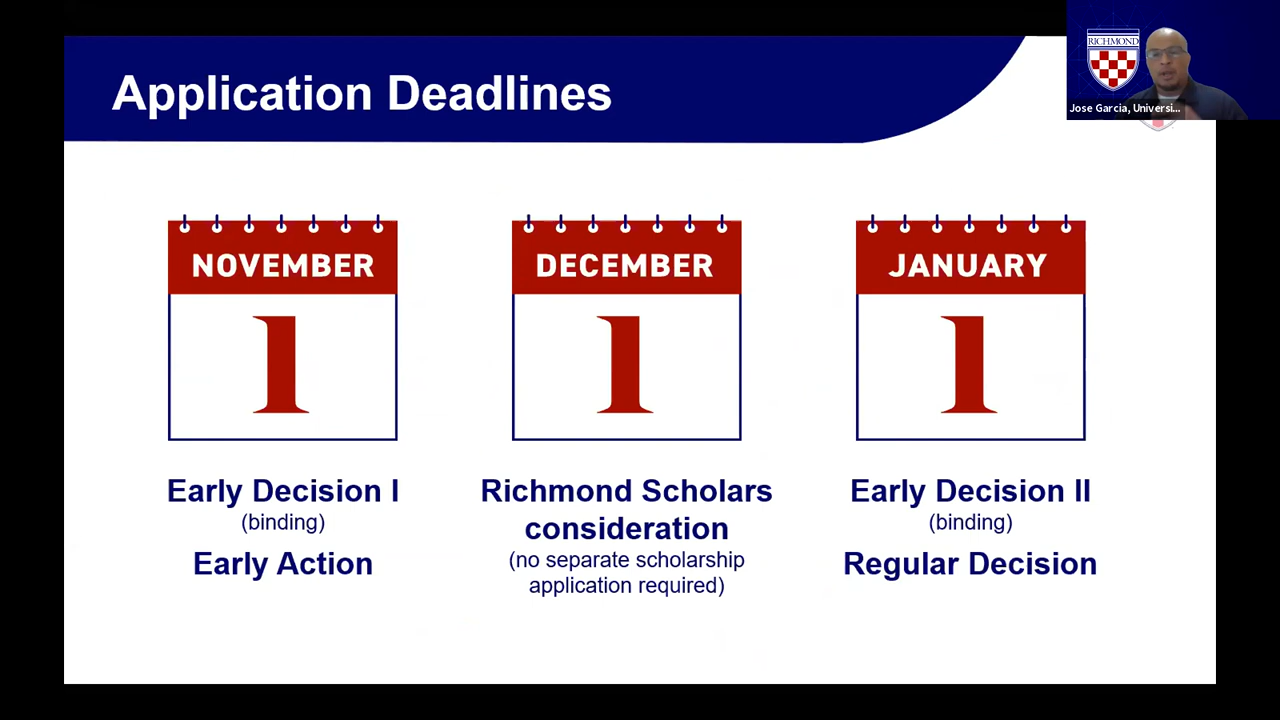 Application Deadlines
RICHMOND
Jose Garcia, Universi...
NOVEMBER
1
DECEMBER
1
JANUARY
1
Early Decision I
(binding)
Early Action
Richmond Scholars
consideration
(no separate scholarship
application required)
Early Decision II
(binding)
Regular Decision